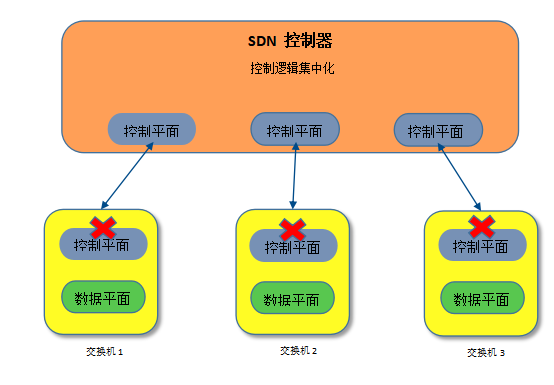 SDN 控制器
控制逻辑集中化
控制平面 控制平面 控制平面
控制平面 控制平面 控制平面
数据平面 数据平面 数据平面
交换机 1 交换机 2 交换机 3